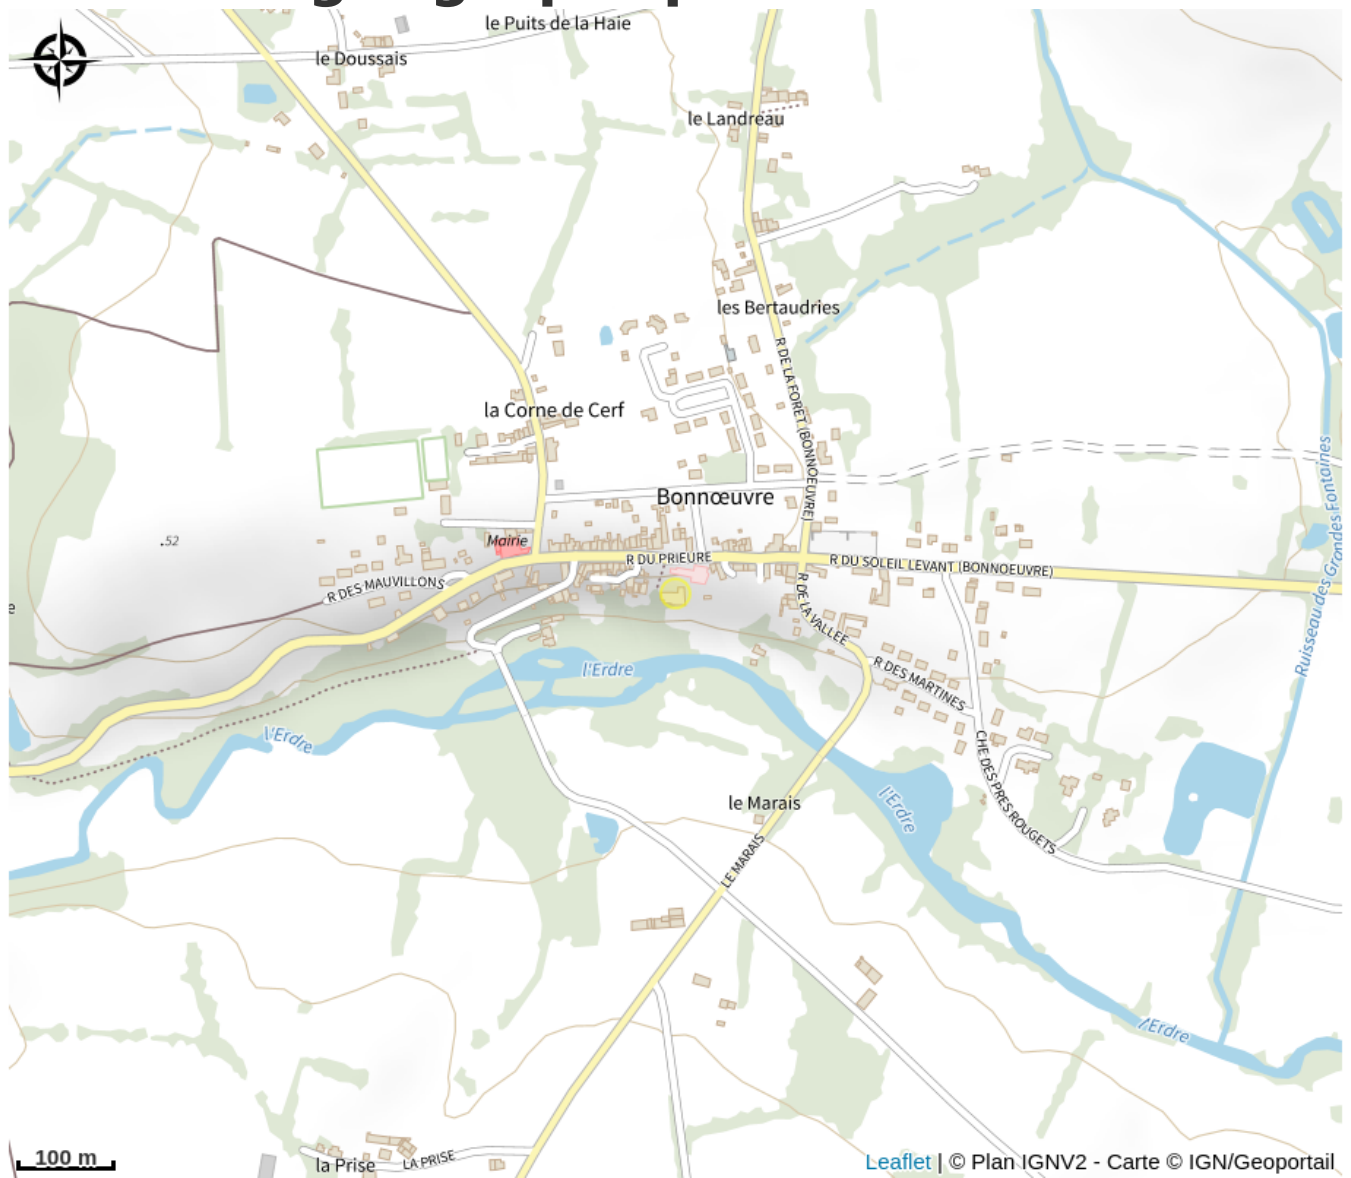 le Puits de la Haie
le Doussais
le Landreau
les Bertaudries
R DE LA FORET (BONNOEUVRE)
la Corne de Cerf
Bonnœuvre
.52
Mairie
R DU PRIEURE
R DU SOLEIL LEVANT (BONNOEUVRE)
R DES MAUVILLONS
e
Ruisseau des Grandes Fontaines
R DE LA VALLEE
R DES MARTINES
l'Erdre
l'Erdre
CHE DES PRES ROUGETS
le Marais
l'Erdre
LE MARAIS
l'Erdre
100 m
la Prise
LA PRISE
Leaflet | © Plan IGNV2 - Carte © IGN/Geoportail